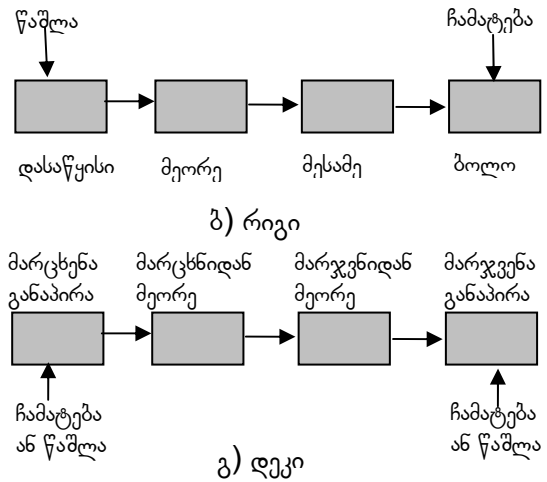 წაშლა ჩამატება
დასაწყისი მეორე მესამე ბოლო
ბ) რიგი
მარცხენა მარცხნიდან მარჯვნიდან მარჯვენა
განაპირა მეორე მეორე განაპირა
ჩამატება ჩამატება
ან წაშლა ან წაშლა
გ) დეკი